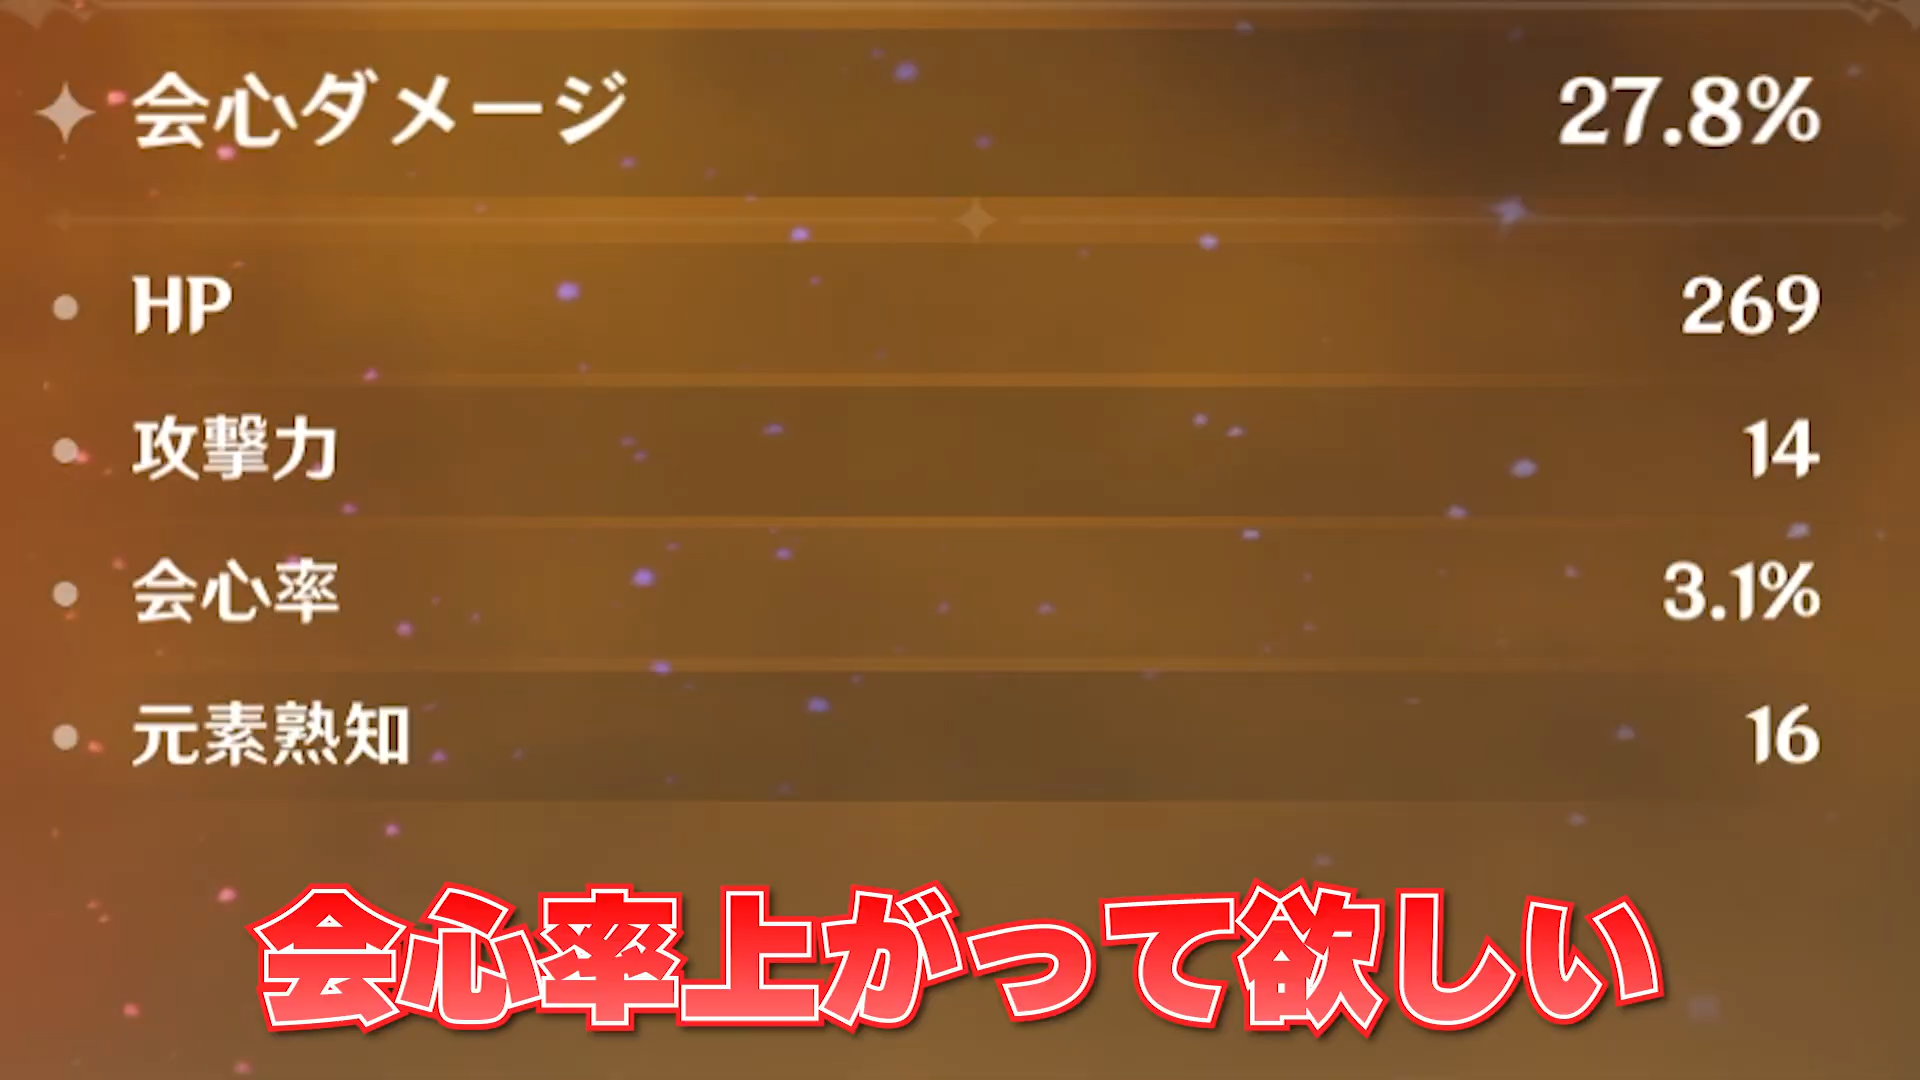 会心ダメージ 27.8%
HP 269
攻撃力 14
会心率 3.1%
元素熟知 16
会心率上がって欲しい